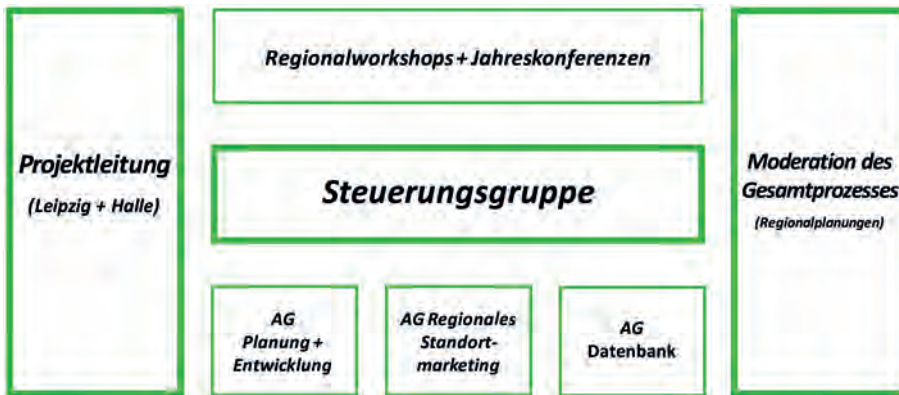 Projektleitung
(Leipzig + Halle)
Regionalworkshops + Jahreskonferenzen
Steuerungsgruppe
AG
Planung +
Entwicklung
AG Regionales
Standort-
marketing
AG
Datenbank
Moderation des
Gesamtprozesses
(Regionalplanungen)